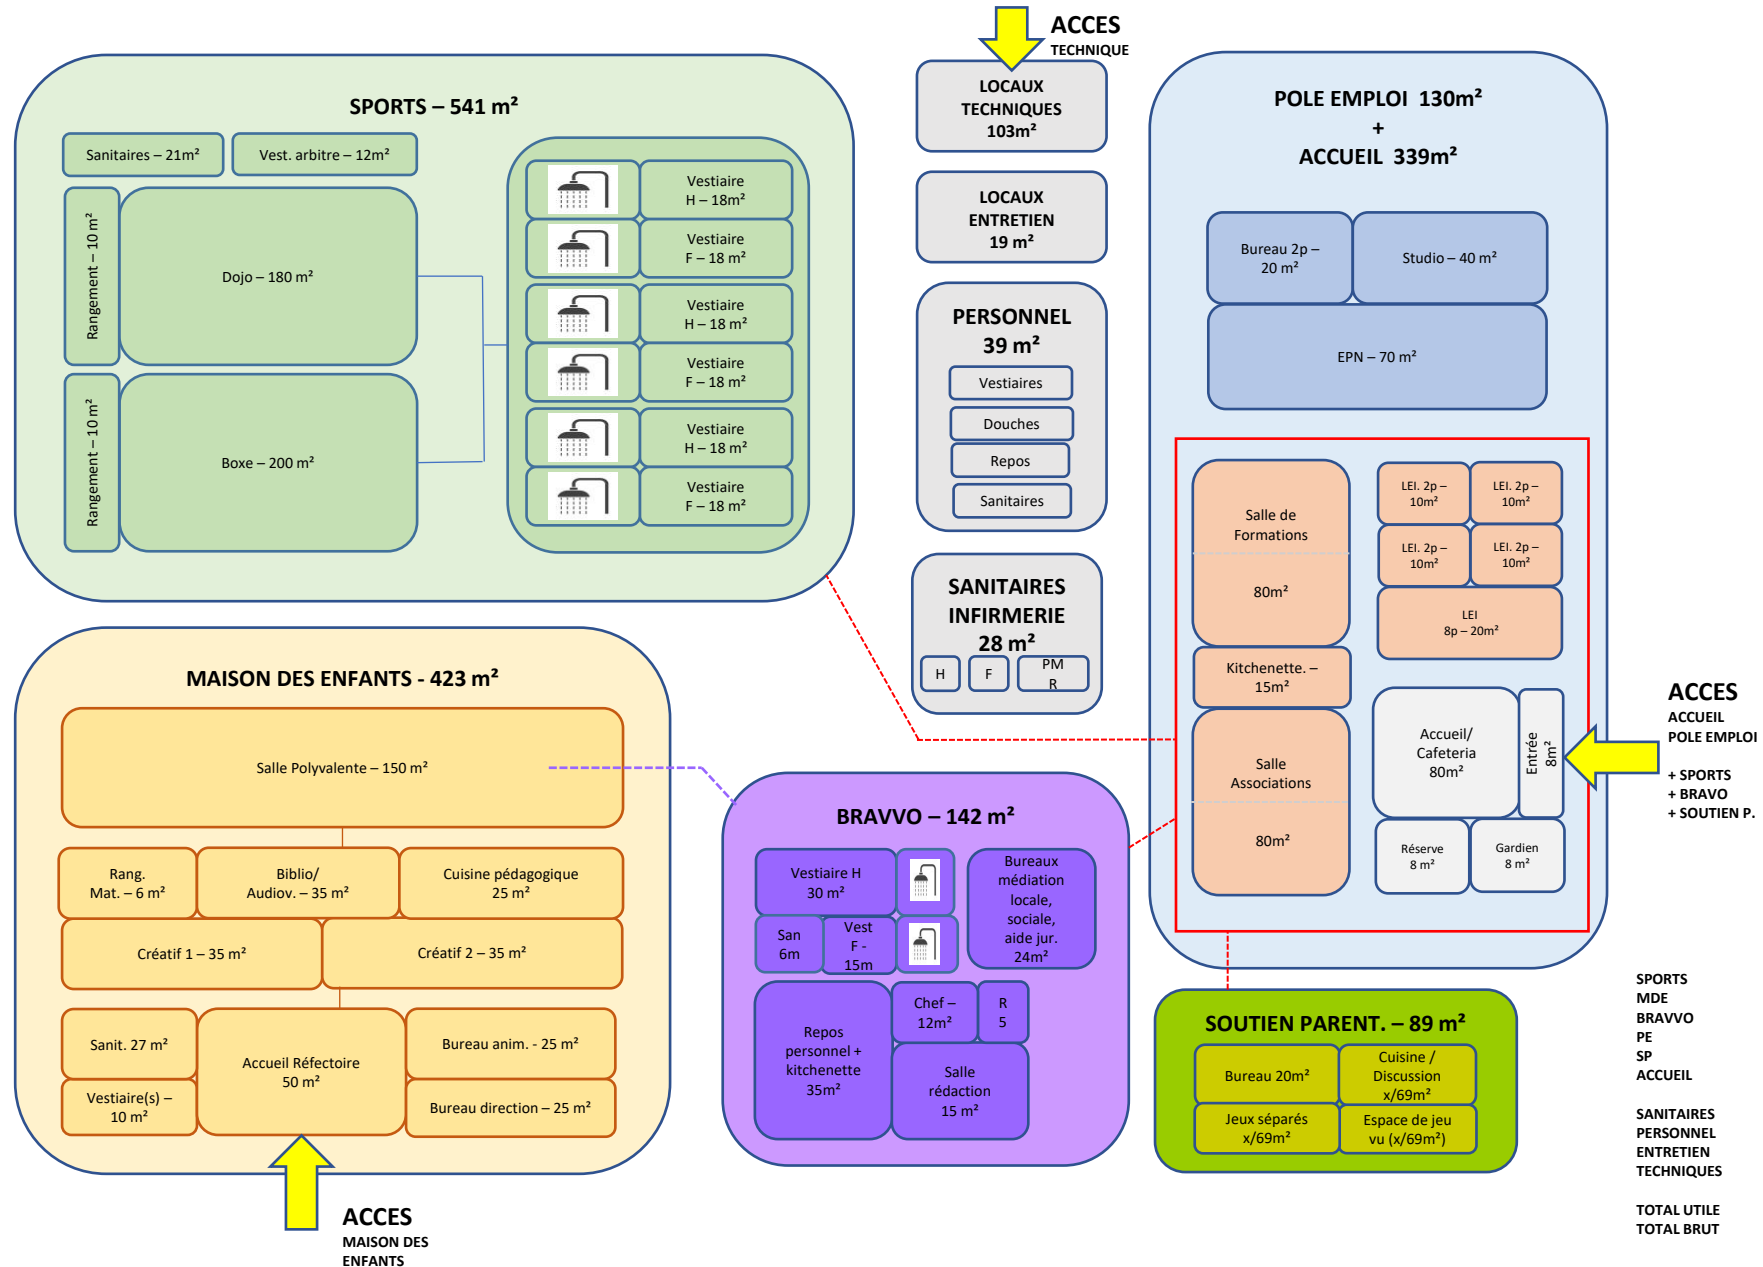 ACCES
TECHNIQUE
SPORTS – 541 m²
Sanitaires – 21m²
Vest. arbitre – 12m²
Rangement – 10 m²
Dojo – 180 m²
Rangement – 10 m²
Boxe – 200 m²
Vestiaire
H – 18m²
Vestiaire
F – 18 m²
Vestiaire
H – 18 m²
Vestiaire
F – 18 m²
Vestiaire
H – 18 m²
Vestiaire
F – 18 m²
LOCAUX
TECHNIQUES
103m²
LOCAUX
ENTRETIEN
19 m²
PERSONNEL
39 m²
Vestiaires
Douches
Repos
Sanitaires
SANITAIRES
INFIRMERIE
28 m²
H
F
PM
R
POLE EMPLOI 130m²
+
ACCUEIL 339m²
Bureau 2p –
20 m²
Studio – 40 m²
EPN – 70 m²
Salle de
Formations
80m²
Kitchenette. –
15m²
Salle
Associations
80m²
LEI. 2p –
10m²
LEI. 2p –
10m²
LEI. 2p –
10m²
LEI. 2p –
10m²
LEI
8p – 20m²
Accueil/
Cafeteria
80m²
Entrée
8m²
Réserve
8 m²
Gardien
8 m²
ACCES
ACCUEIL
POLE EMPLOI
+ SPORTS
+ BRAVO
+ SOUTIEN P.
MAISON DES ENFANTS - 423 m²
Salle Polyvalente – 150 m²
Rang.
Mat. – 6 m²
Biblio/
Audiov. – 35 m²
Cuisine pédagogique
25 m²
Créatif 1 – 35 m²
Créatif 2 – 35 m²
Sanit. 27 m²
Vestiaire(s) –
10 m²
Accueil Réfectoire
50 m²
Bureau anim. - 25 m²
Bureau direction – 25 m²
ACCES
MAISON DES
ENFANTS
BRAVVO – 142 m²
Vestiaire H
30 m²
San
6m
Vest
F -
15m
Bureaux
médiation
locale,
sociale,
aide jur.
24m²
Repos
personnel +
kitchenette
35m²
Chef –
12m²
R
5
Salle
rédaction
15 m²
SOUTIEN PARENT. – 89 m²
Bureau 20m²
Cuisine /
Discussion
x/69m²
Jeux séparés
x/69m²
Espace de jeu
vu (x/69m²)
SPORTS
MDE
BRAVVO
PE
SP
ACCUEIL
SANITAIRES
PERSONNEL
ENTRETIEN
TECHNIQUES
TOTAL UTILE
TOTAL BRUT